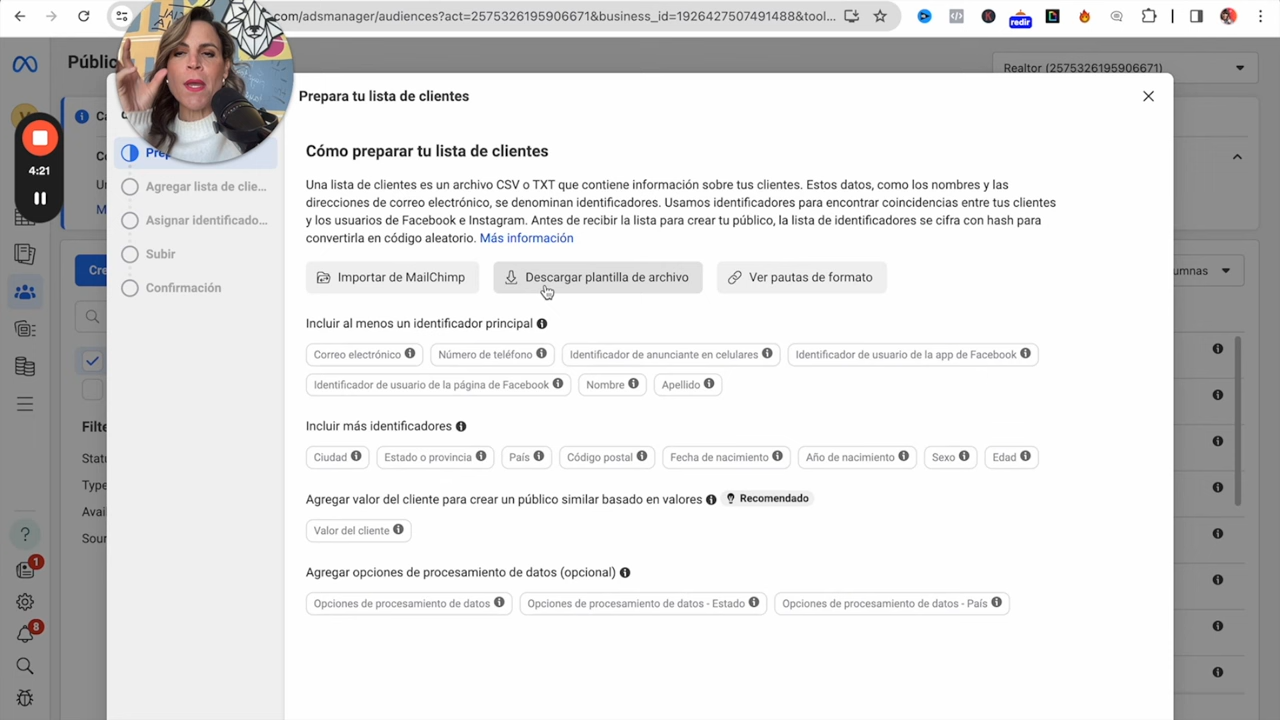 .com/adsmanager/audiences?act=2575326195906671&business_id=1926427507491488&tool...
redir
Públic
Realtor (2575326195906671)
4:21
Prepara tu lista de clientes
Agregar lista de clie...
Asignar identificado...
Subir
Confirmación
Cómo preparar tu lista de clientes
Una lista de clientes es un archivo CSV o TXT que contiene información sobre tus clientes. Estos datos, como los nombres y las
direcciones de correo electrónico, se denominan identificadores. Usamos identificadores para encontrar coincidencias entre tus clientes
y los usuarios de Facebook e Instagram. Antes de recibir la lista para crear tu público, la lista de identificadores se cifra con hash para
convertirla en código aleatorio. Más información
Importar de MailChimp
Descargar plantilla de archivo
Ver pautas de formato
Incluir al menos un identificador principal
Correo electrónico
Número de teléfono
Identificador de anunciante en celulares
Identificador de usuario de la app de Facebook
Identificador de usuario de la página de Facebook
Nombre
Apellido
Incluir más identificadores
Ciudad
Estado o provincia
País
Código postal
Fecha de nacimiento
Año de nacimiento
Sexo
Edad
Agregar valor del cliente para crear un público similar basado en valores
Recomendado
Valor del cliente
Agregar opciones de procesamiento de datos (opcional)
Opciones de procesamiento de datos
Opciones de procesamiento de datos - Estado
Opciones de procesamiento de datos - País
Cre
umnas
Filte
Statu
Type
Avai
Sour
1
8